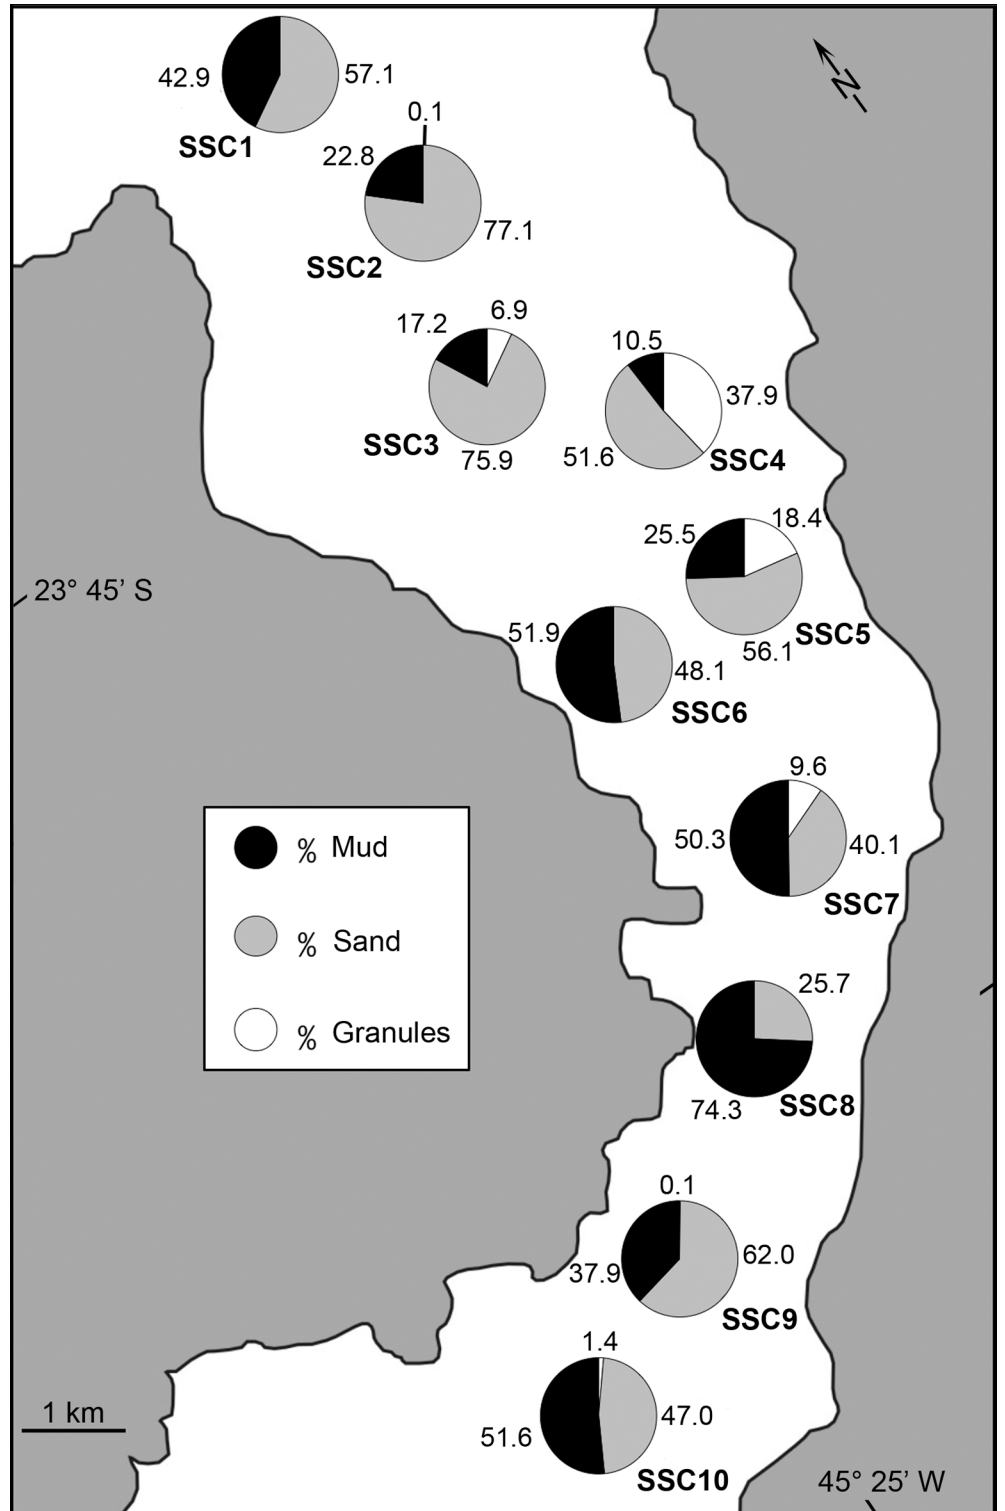 N
42.9
57.1
SSC1
0.1
22.8
77.1
SSC2
17.2
6.9
75.9
SSC3
10.5
37.9
51.6
SSC4
25.5
18.4
56.1
SSC5
23° 45’ S
51.9
48.1
SSC6
9.6
50.3
40.1
SSC7
% Mud
% Sand
% Granules
25.7
74.3
SSC8
0.1
37.9
62.0
SSC9
1.4
51.6
47.0
SSC10
1 km
45° 25’ W